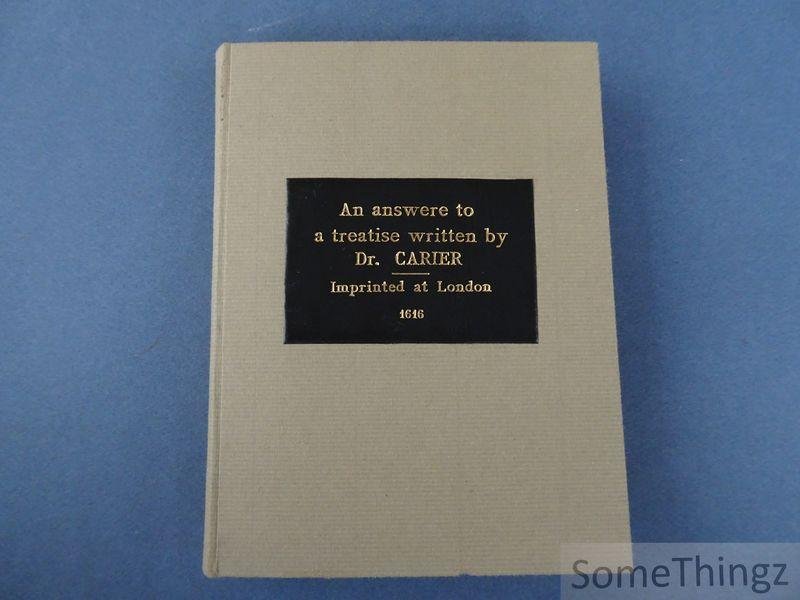 An answere to
a treatise written by
Dr. CARIER
Imprinted at London
1616
SomeThingz